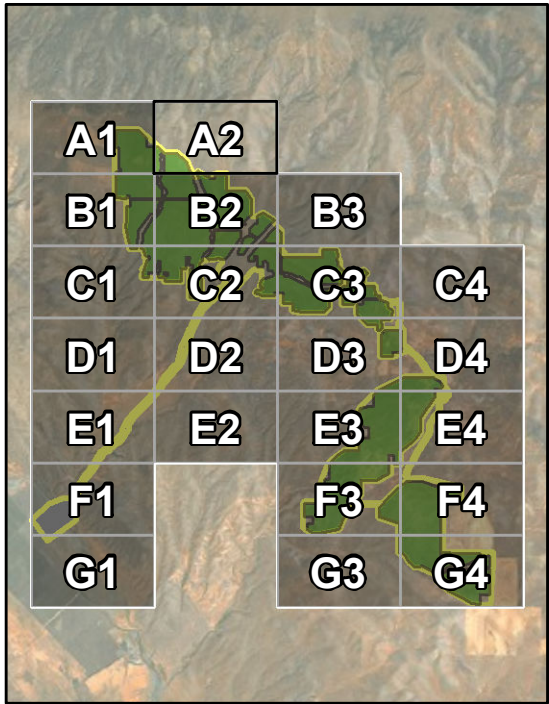 A1 A2
B1 B2 B3
C1 C2 C3 C4
D1 D2 D3 D4
E1 E2 E3 E4
F1 F3 F4
G1 G3 G4